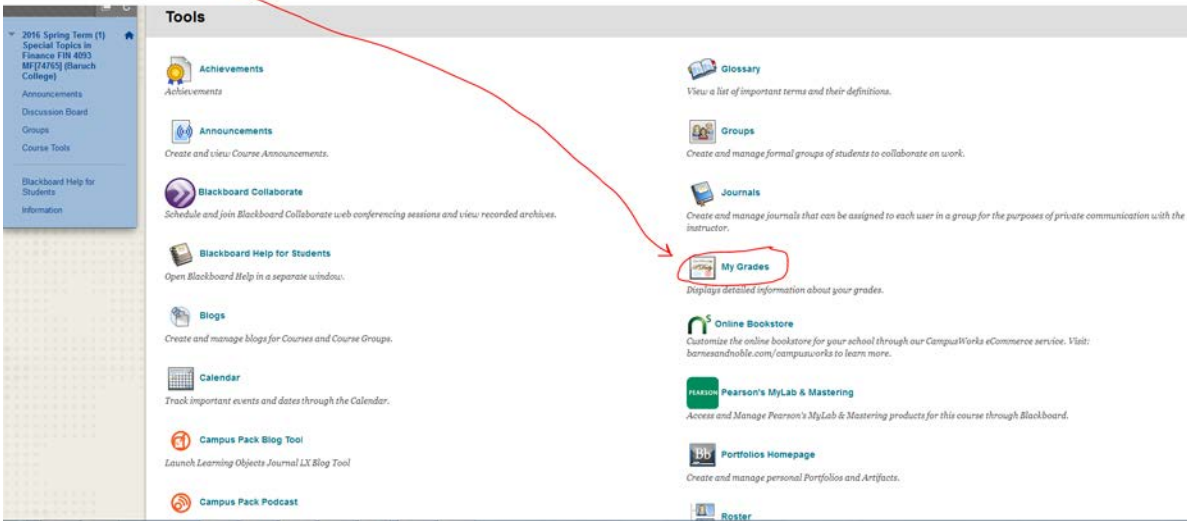 Tools
2016 Spring Term (1)
Special Topics in
Finance FIN 4093
MF[74765] (Baruch
College)
Announcements
Discussion Board
Groups
Course Tools
Blackboard Help for
Students
Information
Achievements
Achievements
Announcements
Create and view Course Announcements.
Blackboard Collaborate
Schedule and join Blackboard Collaborate web conferencing sessions and view recorded archives.
Blackboard Help for Students
Open Blackboard Help in a separate window.
Blogs
Create and manage blogs for Courses and Course Groups.
Calendar
Track important events and dates through the Calendar.
Campus Pack Blog Tool
Launch Learning Objects Journal LX Blog Tool
Campus Pack Podcast
Glossary
View a list of important terms and their definitions.
Groups
Create and manage formal groups of students to collaborate on work.
Journals
Create and manage journals that can be assigned to each user in a group for the purposes of private communication with the
instructor.
My Grades
Displays detailed information about your grades.
Online Bookstore
Customize the online bookstore for your school through our CampusWorks eCommerce service. Visit:
barnesandnoble.com/campusworks to learn more.
PEARSON
Pearson's MyLab & Mastering
Access and Manage Pearson's MyLab & Mastering products for this course through Blackboard.
Bb
Portfolios Homepage
Create and manage personal Portfolios and Artifacts.
Roster